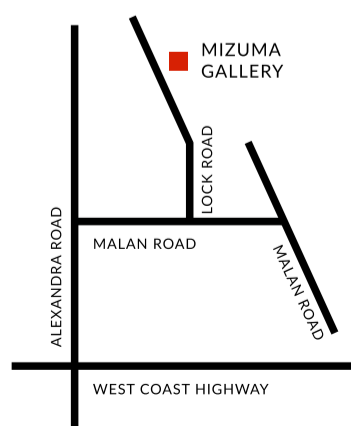 MIZUMA
GALLERY
LOCK ROAD
ALEXANDRA ROAD
MALAN ROAD
MALAN ROAD
WEST COAST HIGHWAY